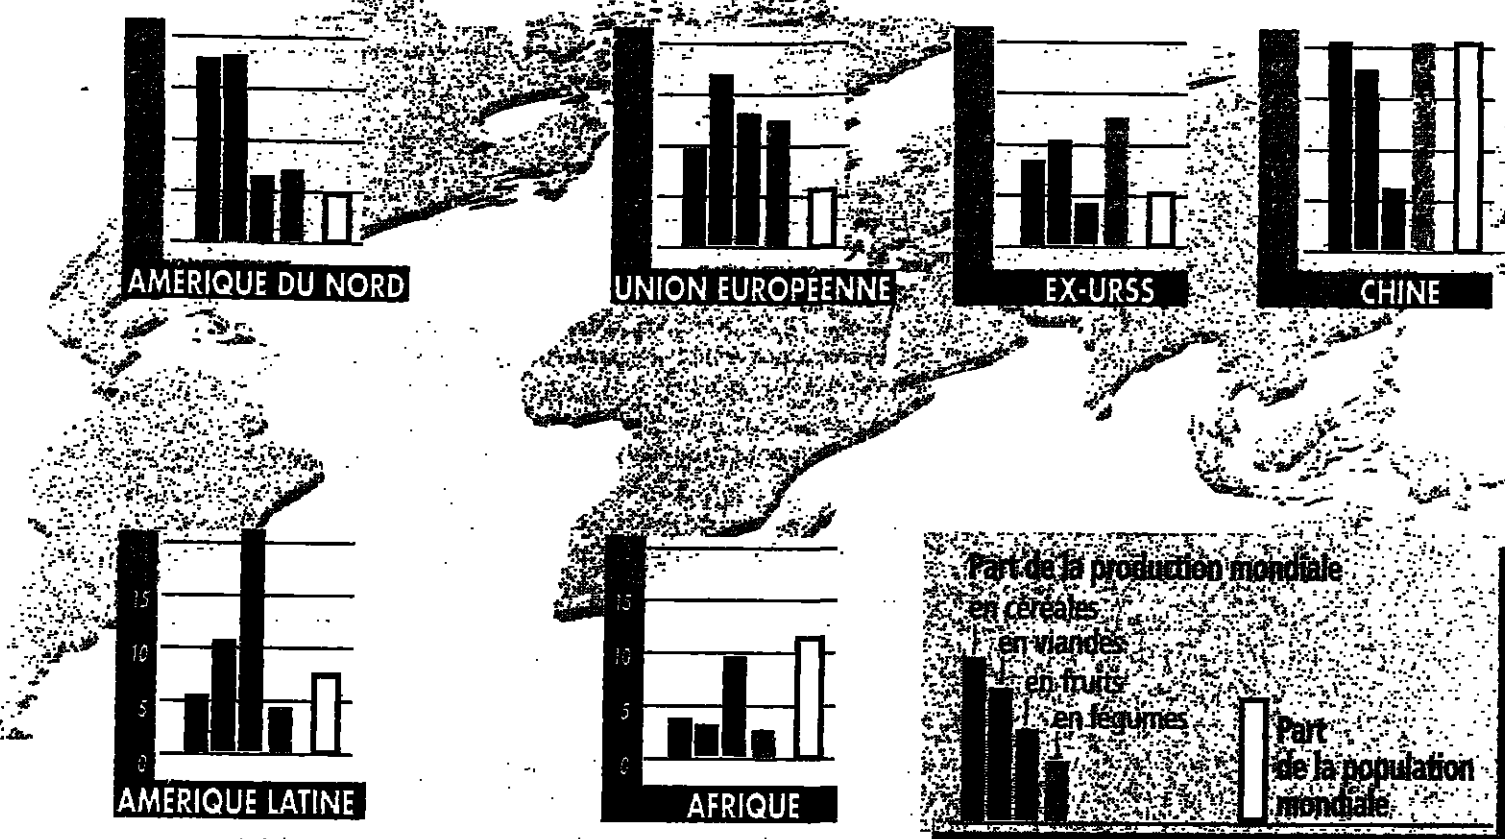 AMÉRIQUE DU NORD
UNION EUROPÉENNE
EX-URSS
CHINE
15
10
5
0
AMÉRIQUE LATINE
15
10
5
0
AFRIQUE
Part de la production mondiale
en céréales
en viandes
en fruits
en légumes
Part
de la population
mondiale